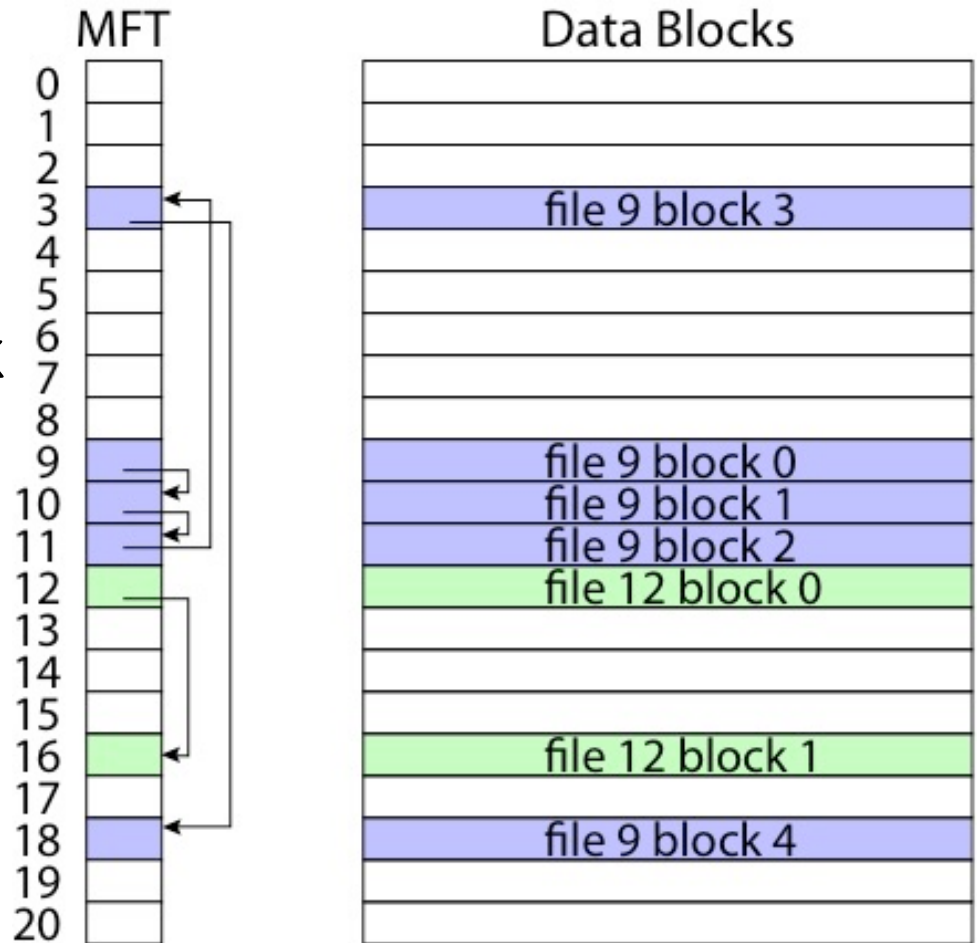 MFT Data Blocks
0
1
2
3 file 9 block 3
4
5
6
7
8
9 file 9 block 0
10 file 9 block 1
11 file 9 block 2
12 file 12 block 0
13
14
15
16 file 12 block 1
17
18 file 9 block 4
19
20